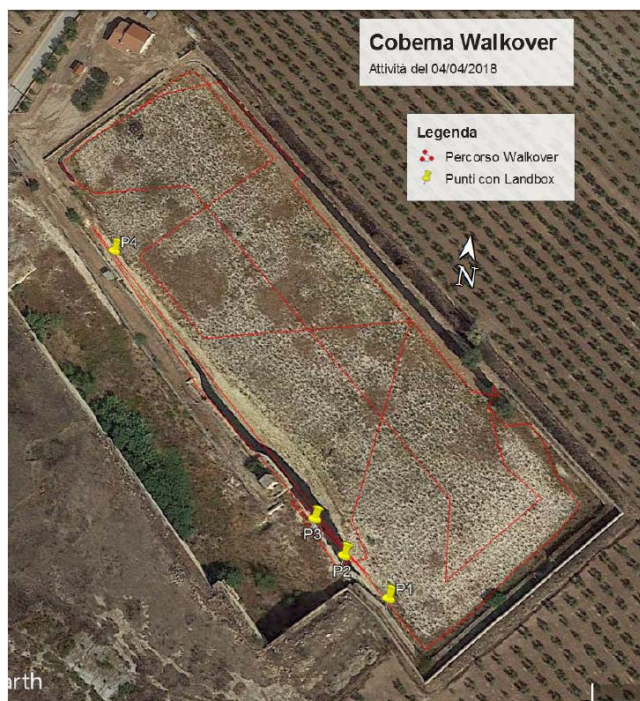 Cobema Walkover
Attività del 04/04/2018
Legenda
Percorso Walkover
Punti con Landbox
N
P4
P3
P2
P1
arth